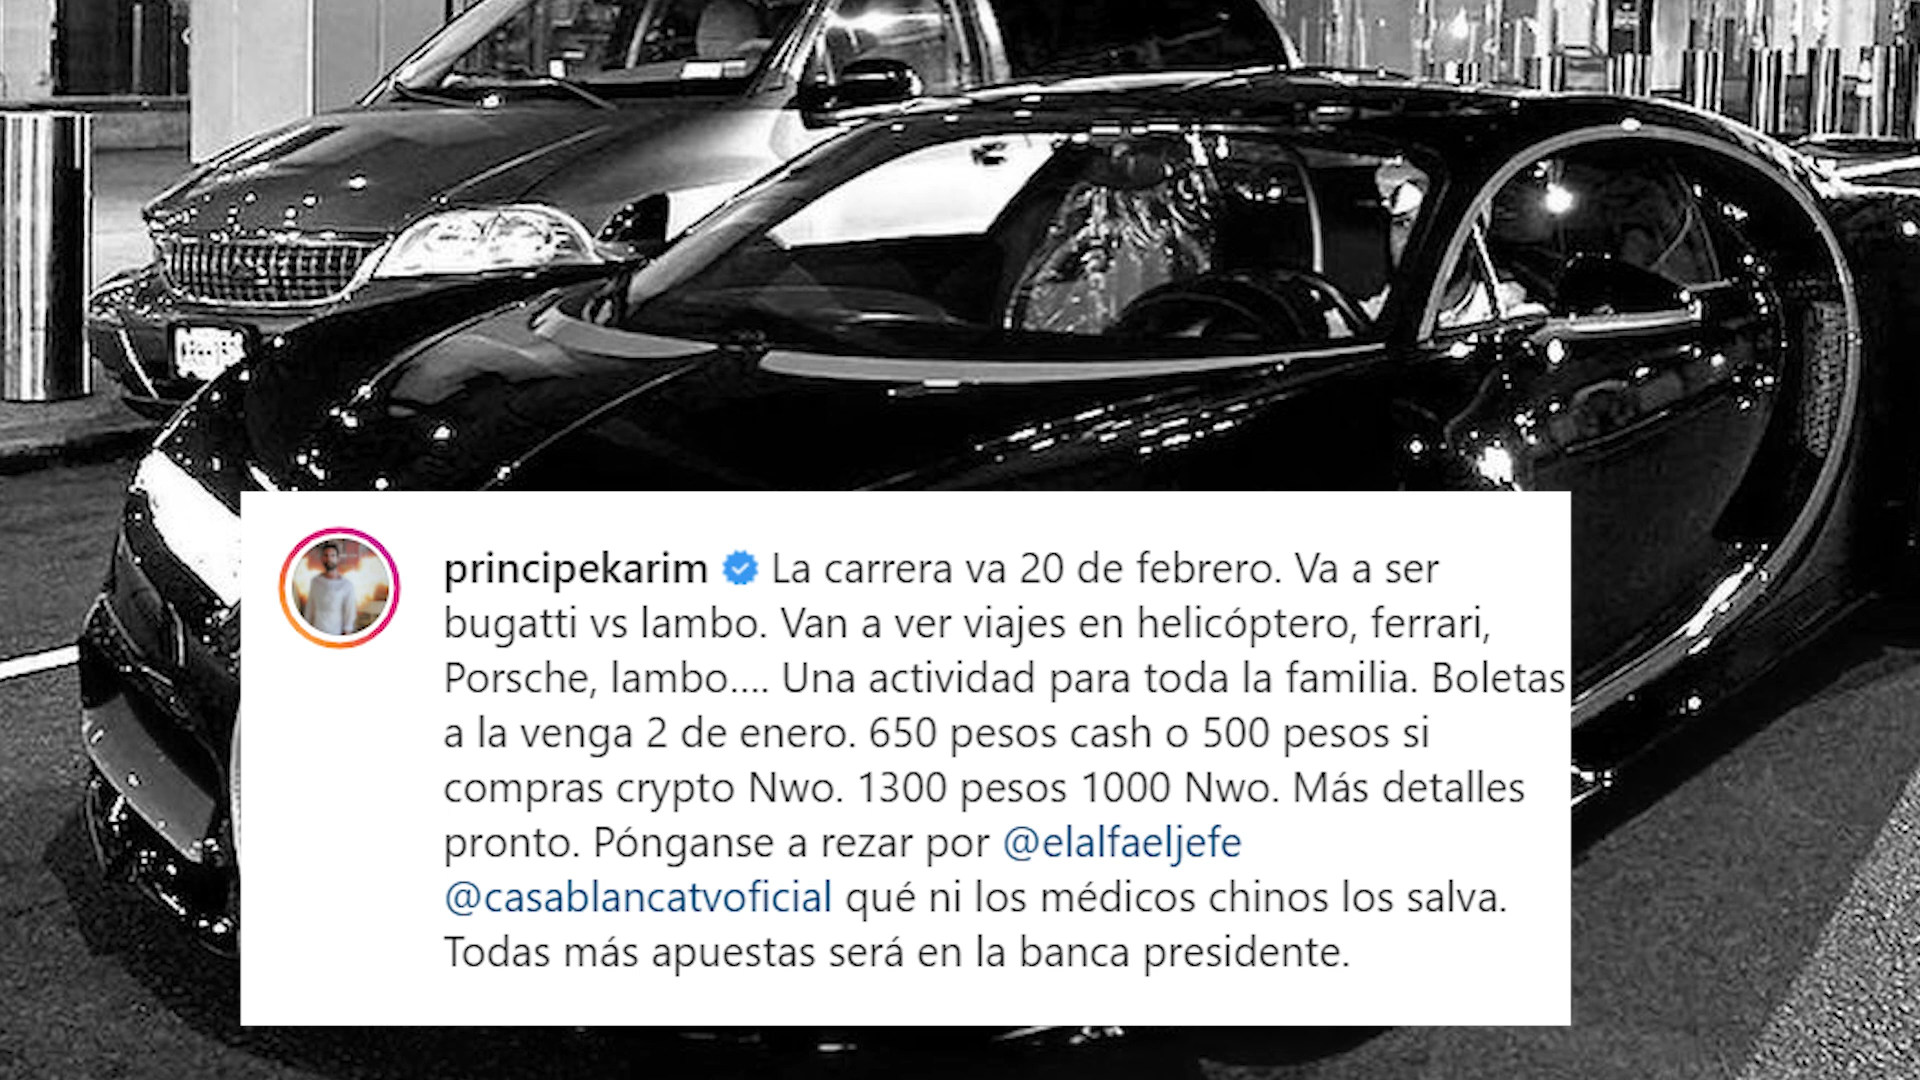 principekarim La carrera va 20 de febrero. Va a ser
bugatti vs lambo. Van a ver viajes en helicóptero, ferrari,
Porsche, lambo.... Una actividad para toda la familia. Boletas
a la venga 2 de enero. 650 pesos cash o 500 pesos si
compras crypto Nwo. 1300 pesos 1000 Nwo. Más detalles
pronto. Pónganse a rezar por @elalfaeljefe
@casablancatvoficial qué ni los médicos chinos los salva.
Todas más apuestas será en la banca presidente.